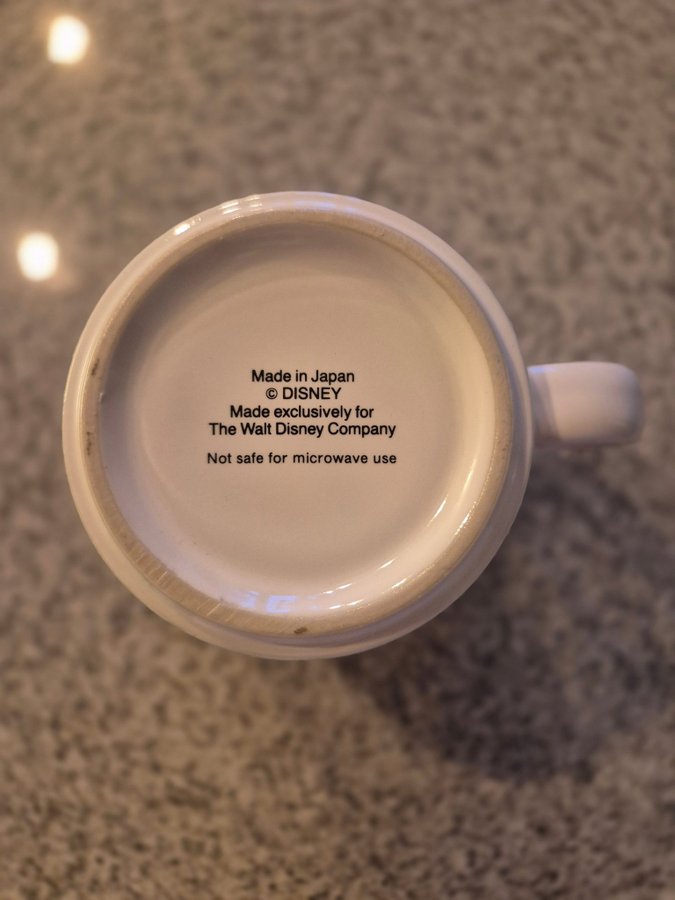 Made in Japan
© DISNEY
Made exclusively for
The Walt Disney Company
Not safe for microwave use